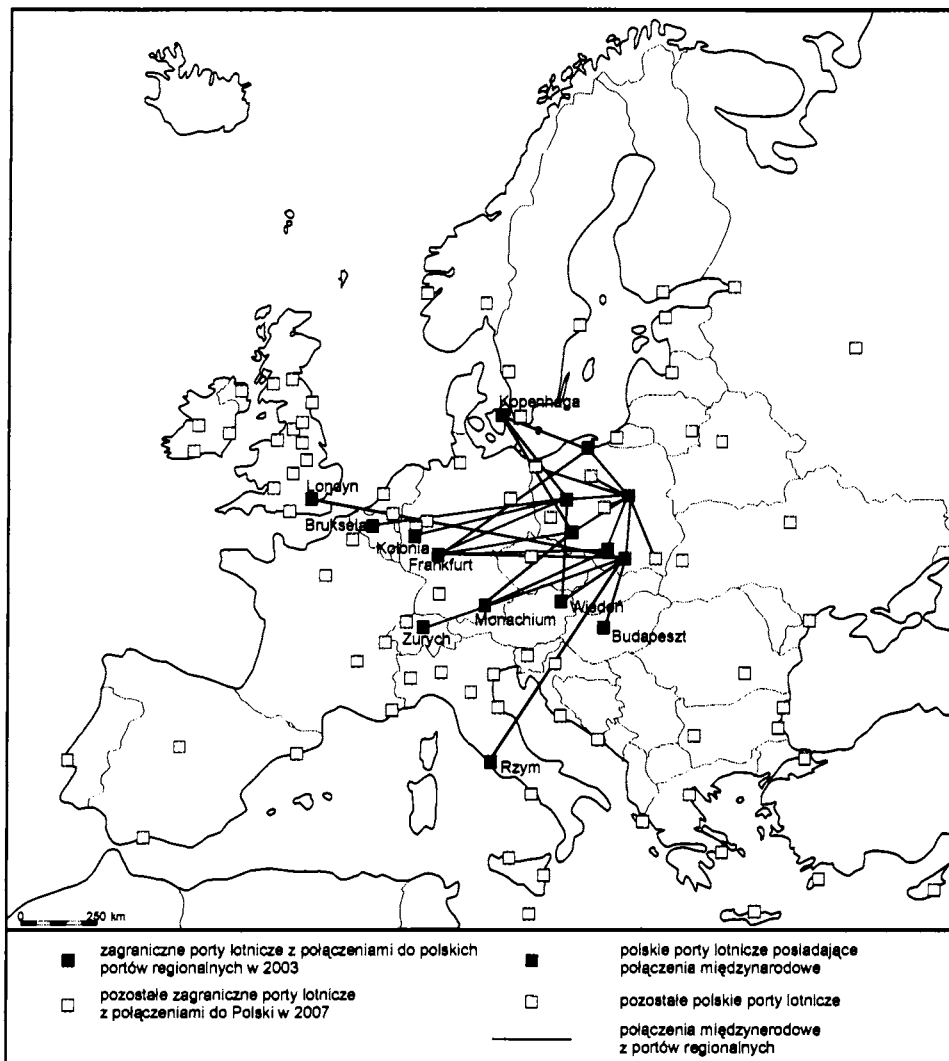 Kopenhaga
Londyn
Bruksela
Kolonia
Frankfurt
Monachium
Wiedeń
Zurych
Budapeszt
Rzym
0 250 km
zagraniczne porty lotnicze z połączeniami do polskich
portów regionalnych w 2003
pozostałe zagraniczne porty lotnicze
z połączeniami do Polski w 2007
polskie porty lotnicze posiadające
połączenia międzynarodowe
pozostałe polskie porty lotnicze
połączenia międzynerodowe
z portów regionalnych